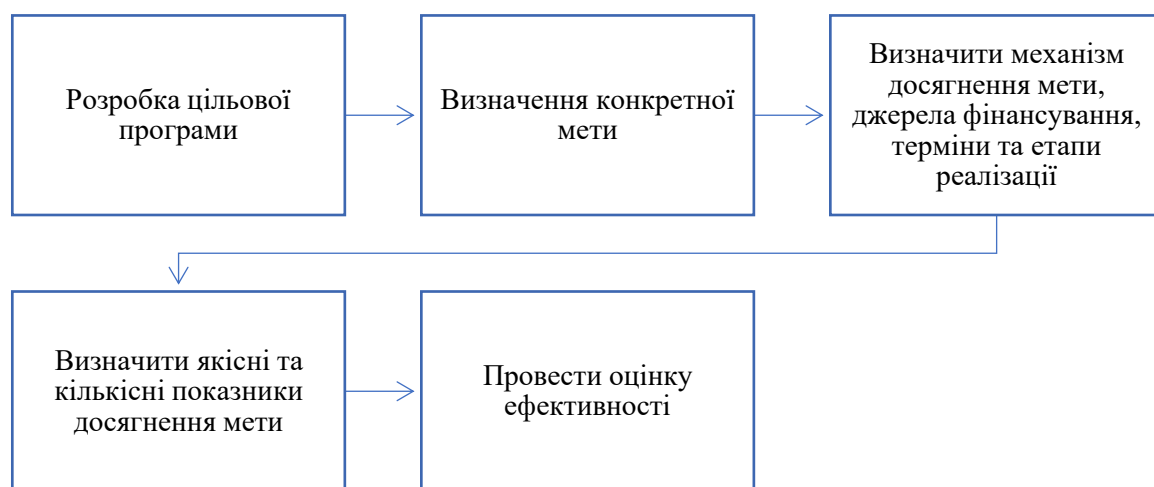 Розробка цільової
програми
Визначення конкретної
мети
Визначити механізм
досягнення мети,
джерела фінансування,
терміни та етапи
реалізації
Визначити якісні та
кількісні показники
досягнення мети
Провести оцінку
ефективності